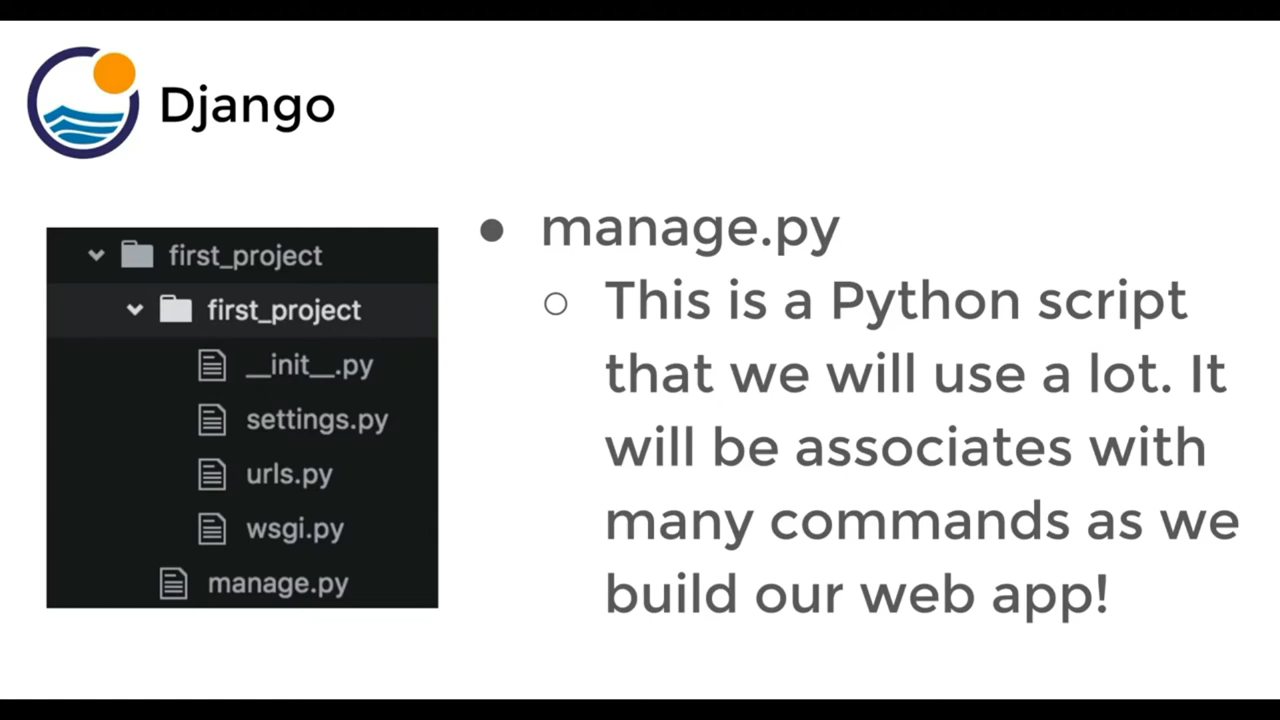 Django
first_project
first_project
__init__.py
settings.py
urls.py
wsgi.py
manage.py
● manage.py
○ This is a Python script
that we will use a lot. It
will be associates with
many commands as we
build our web app!